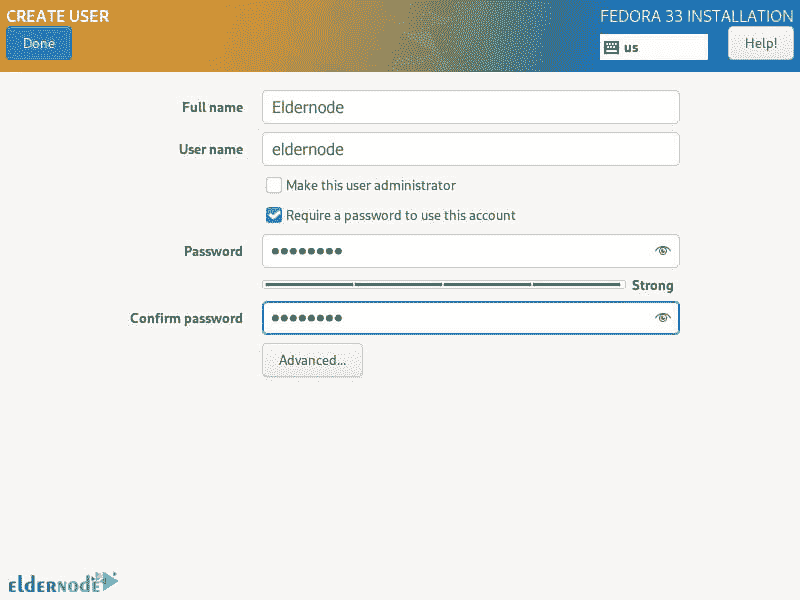 CREATE USER
FEDORA 33 INSTALLATION
Done
us
Help!
Full name
Eldernode
User name
eldernode
Make this user administrator
Require a password to use this account
Password
●●●●●●●●
Strong
Confirm password
●●●●●●●●
Advanced...
elDERNODE